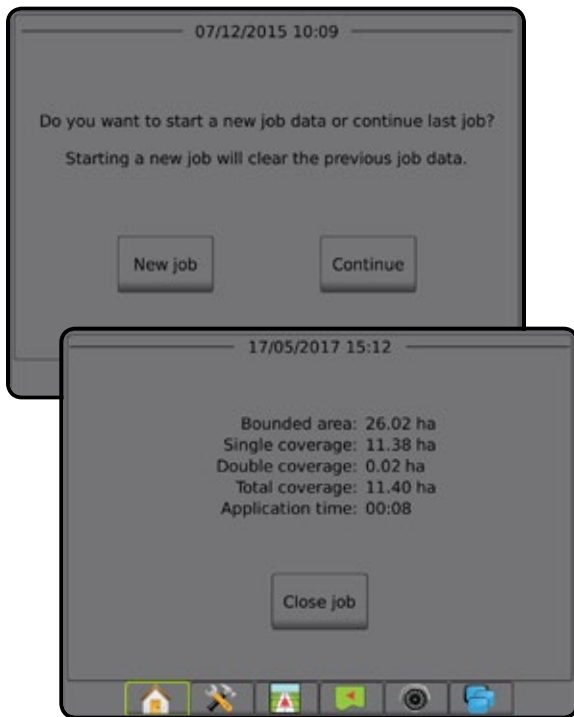 07/12/2015 10:09
Do you want to start a new job data or continue last job?
Starting a new job will clear the previous job data.
New job
Continue
17/05/2017 15:12
Bounded area: 26.02 ha
Single coverage: 11.38 ha
Double coverage: 0.02 ha
Total coverage: 11.40 ha
Application time: 00:08
Close job